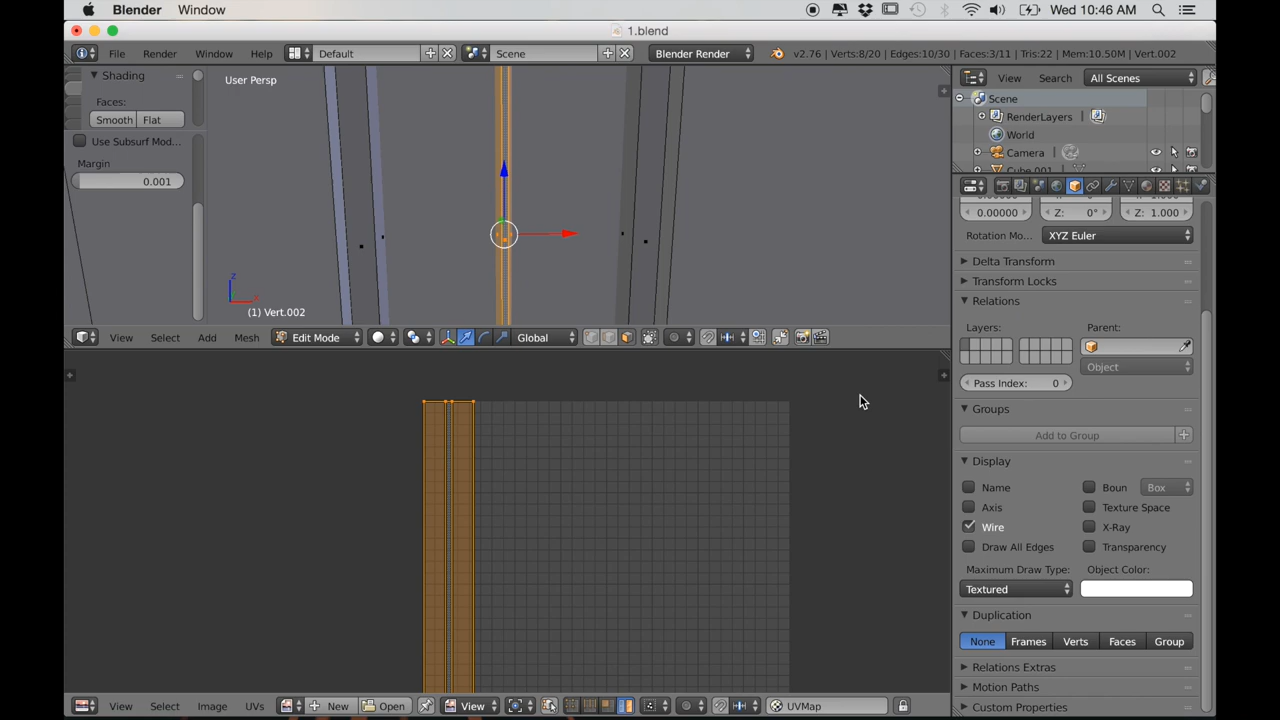 Blender Window Wed 10:46 AM
1.blend
File Render Window Help Default Scene Blender Render v2.76 | Verts:8/20 | Edges:10/30 | Faces:3/11 | Tris:22 | Mem:10.50M | Vert.002
Shading
Faces:
Smooth Flat
Use Subsurf Mod...
Margin
0.001
User Persp
z
(1) Vert.002
View Select Add Mesh Edit Mode Global
View Select Image UVs New Open View UVMap
View Search All Scenes
Scene
RenderLayers
World
Camera
Cube.001
0.00000 Z: 0° Z: 1.000
Rotation Mo... XYZ Euler
Delta Transform
Transform Locks
Relations
Layers: Parent:
Object
Pass Index: 0
Groups
Add to Group
Display
Name Boun Box
Axis Texture Space
Wire X-Ray
Draw All Edges Transparency
Maximum Draw Type: Object Color:
Textured
Duplication
None Frames Verts Faces Group
Relations Extras
Motion Paths
Custom Properties